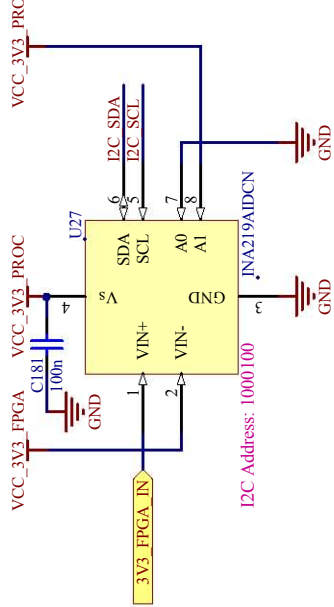 VCC_3V3_PROC
I2C_SDA
I2C_SCL
GND
U27
6
5
7
8
SDA
SCL
A0
A1
INA219AIDCN
VCC_3V3_PROC
4
Vs
GND
3
GND
C181
100n
GND
VIN+
VIN-
1
2
VCC_3V3_FPGA
3V3_FPGA_IN
I2C Address: 1000100